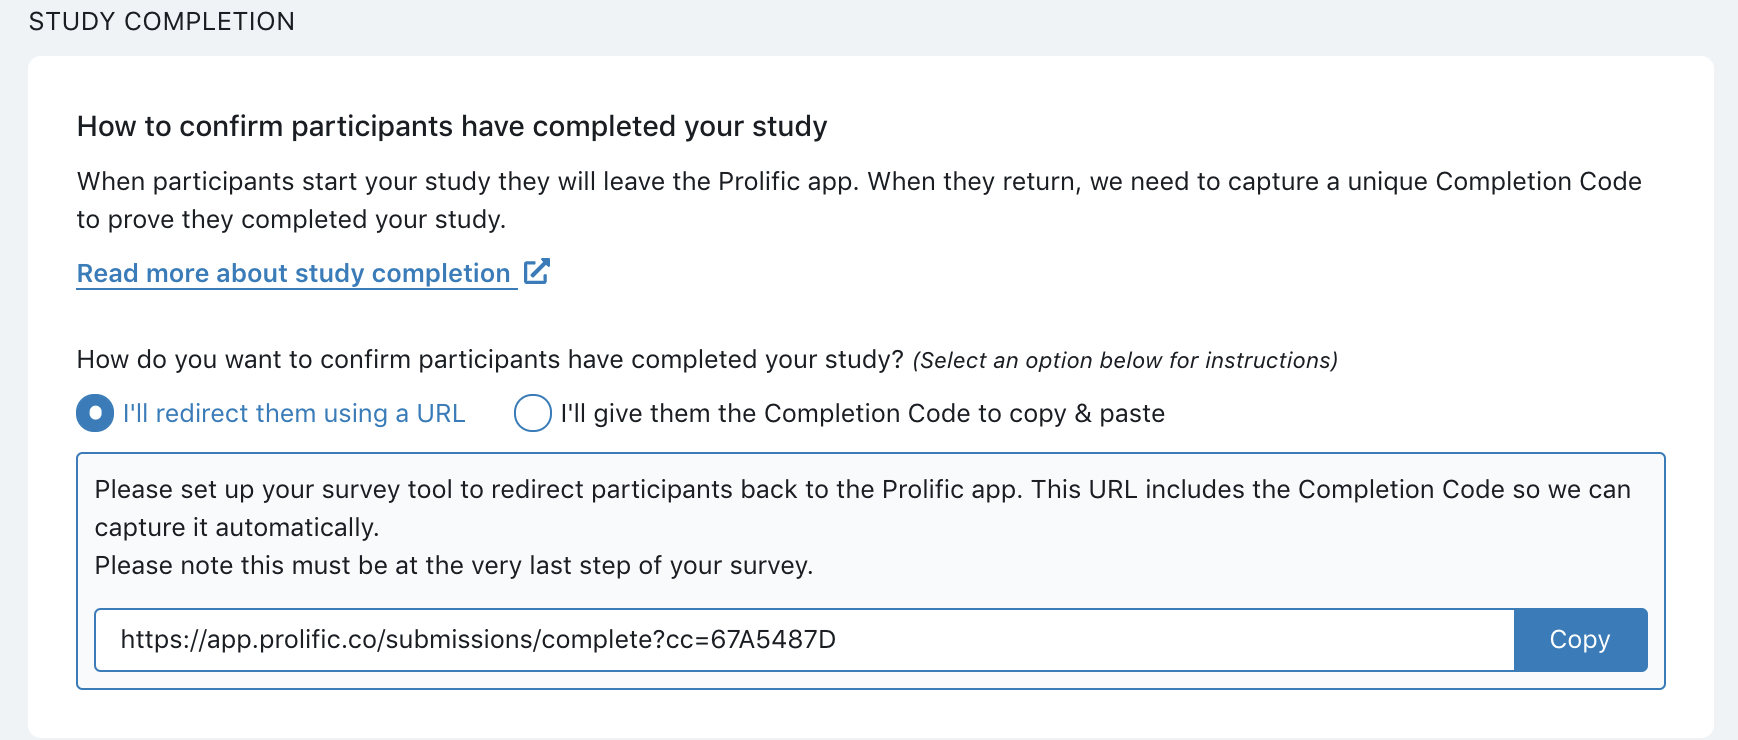 STUDY COMPLETION
How to confirm participants have completed your study
When participants start your study they will leave the Prolific app. When they return, we need to capture a unique Completion Code
to prove they completed your study.
Read more about study completion
How do you want to confirm participants have completed your study? (Select an option below for instructions)
I'll redirect them using a URL I'll give them the Completion Code to copy & paste
Please set up your survey tool to redirect participants back to the Prolific app. This URL includes the Completion Code so we can
capture it automatically.
Please note this must be at the very last step of your survey.
https://app.prolific.co/submissions/complete?cc=67A5487D Copy